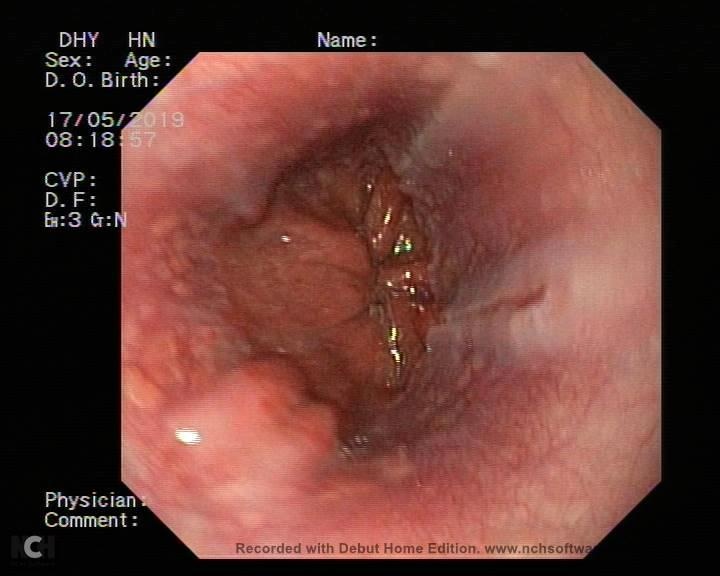 DHY HN
Name:
Sex: Age:
D. O. Birth:
17/05/2019
08:18:57
CVP:
D. F:
Eн:3 G:N
Physician:
Comment:
NCH
Recorded with Debut Home Edition. www.nchsoftwa